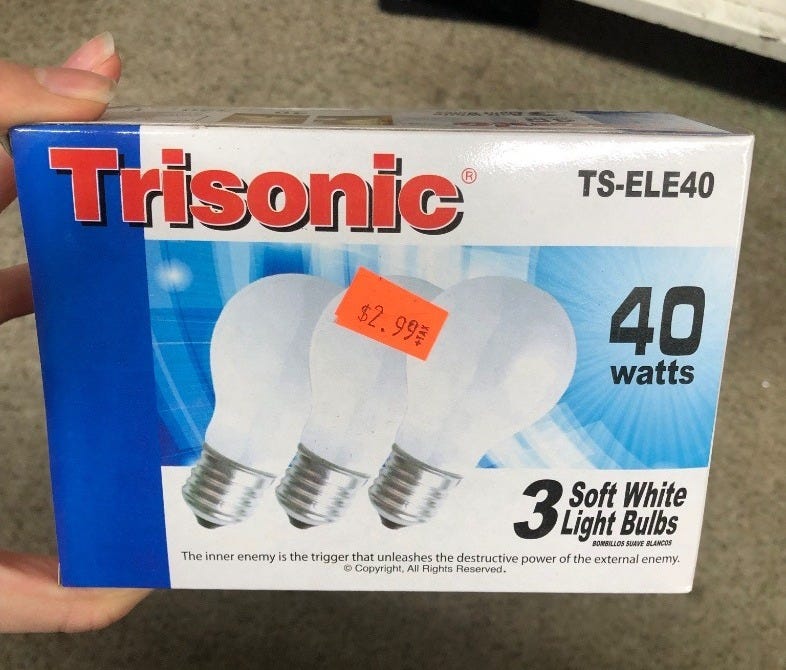 Trisonic®
TS-ELE40
$2.99 +TAX
40
watts
3 Soft White
Light Bulbs
BOMBILLOS SUAVE BLANCOS
The inner enemy is the trigger that unleashes the destructive power of the external enemy.
© Copyright, All Rights Reserved.